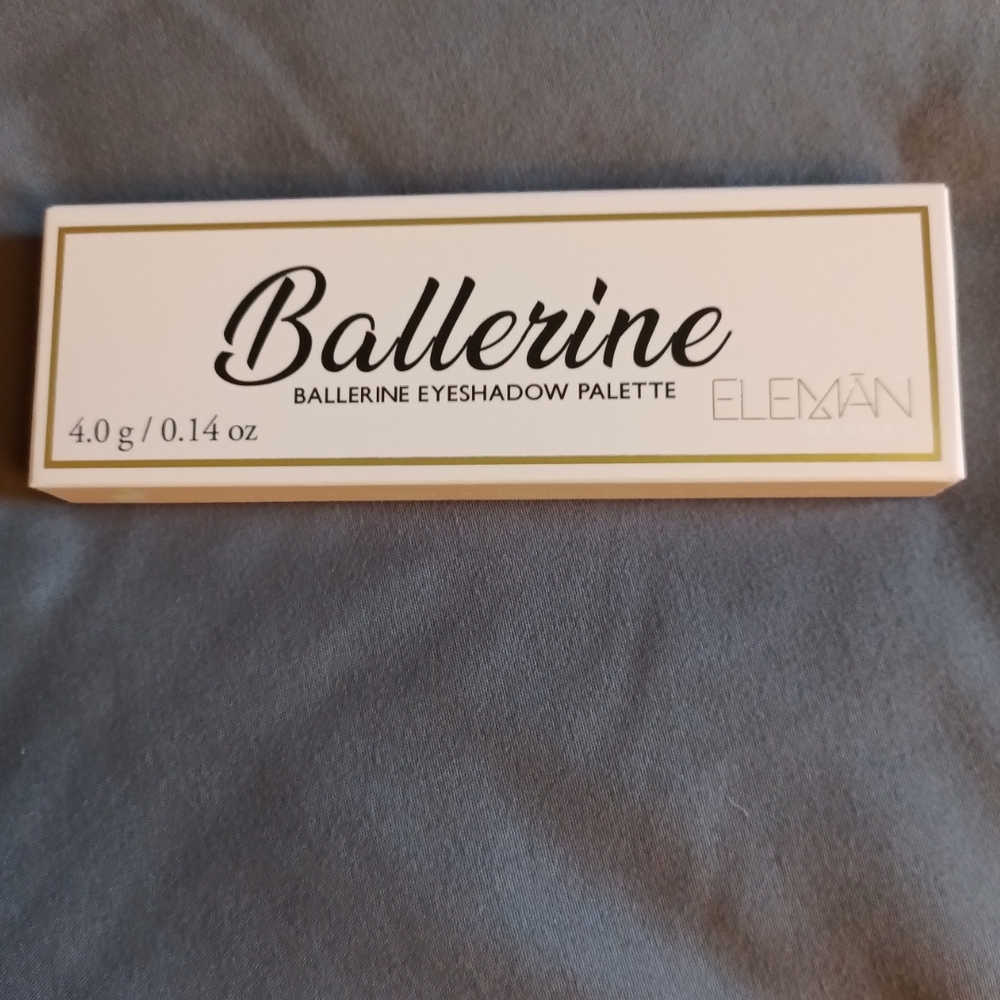 Ballerine
BALLERINE EYESHADOW PALETTE
ELEMĀN
4.0 g / 0.14 oz